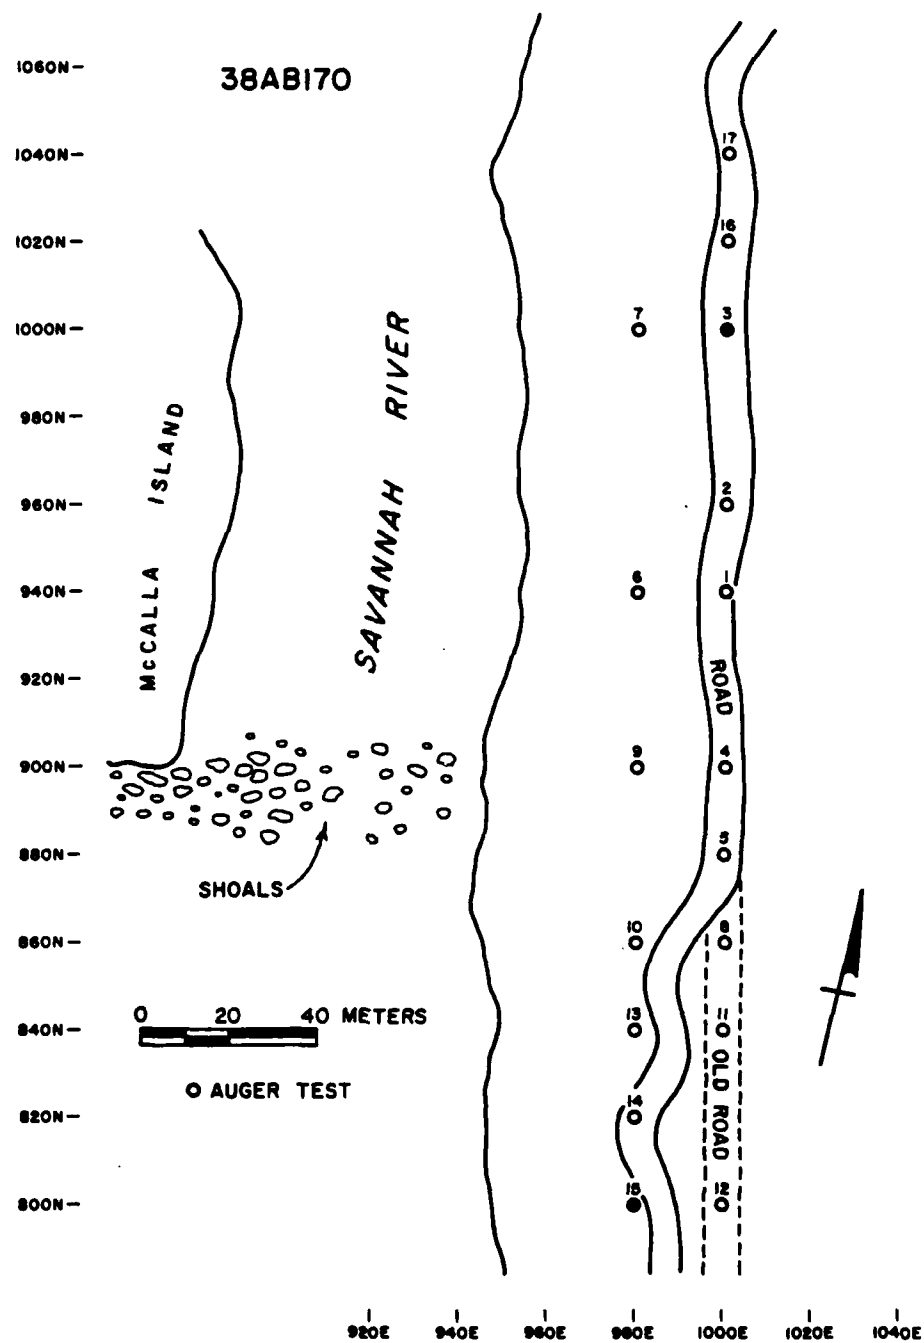 38AB170
1060N
1040N
1020N
1000N
980N
960N
940N
920N
900N
880N
860N
840N
820N
800N
McCALLA ISLAND
SAVANNAH RIVER
SHOALS
0 20 40 METERS
AUGER TEST
17
16
7
3
2
6
1
ROAD
9
4
5
10
8
13
11
OLD ROAD
14
15
12
920E
940E
960E
980E
1000E
1020E
1040E